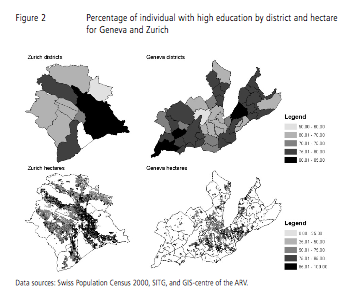 Figure 2 Percentage of individual with high education by district and hectare
for Geneva and Zurich
Zurich districts Geneva districts
Legend
Zurich hectares Geneva hectares
Legend
Data sources: Swiss Population Census 2000, SITG, and GIS-centre of the ARV.